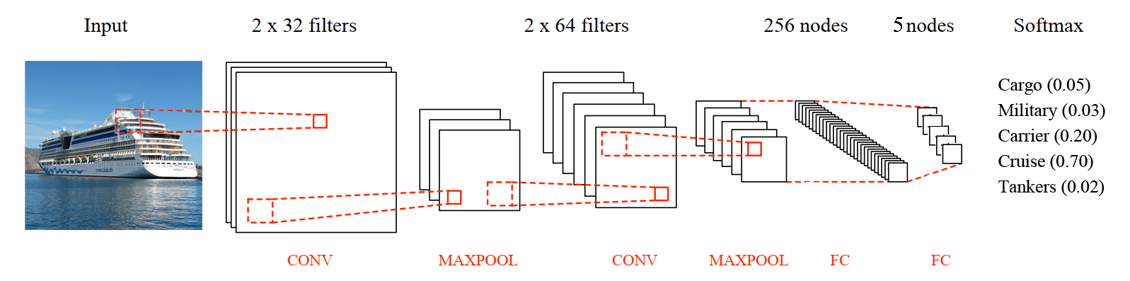 Input
2 x 32 filters
2 x 64 filters
256 nodes
5 nodes
Softmax
Cargo (0.05)
Military (0.03)
Carrier (0.20)
Cruise (0.70)
Tankers (0.02)
CONV
MAXPOOL
CONV
MAXPOOL
FC
FC